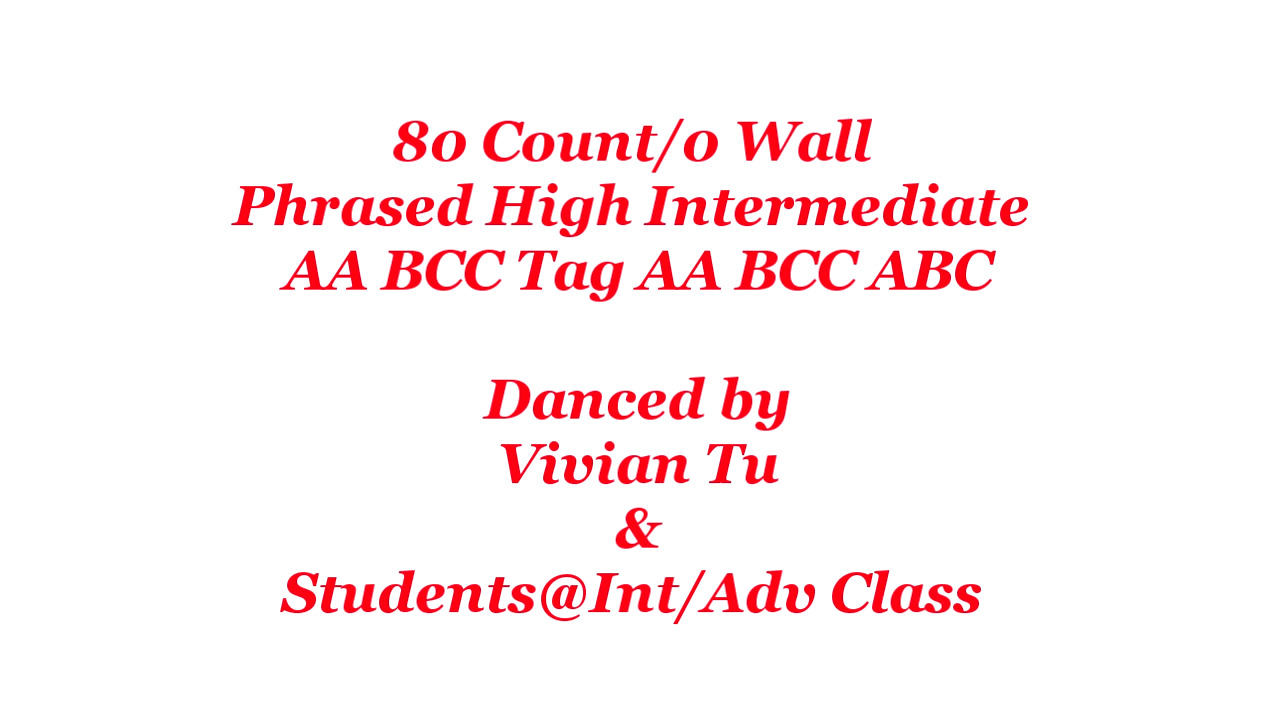 80 Count/0 Wall
Phrased High Intermediate
AA BCC Tag AA BCC ABC
Danced by
Vivian Tu
&
Students@Int/Adv Class